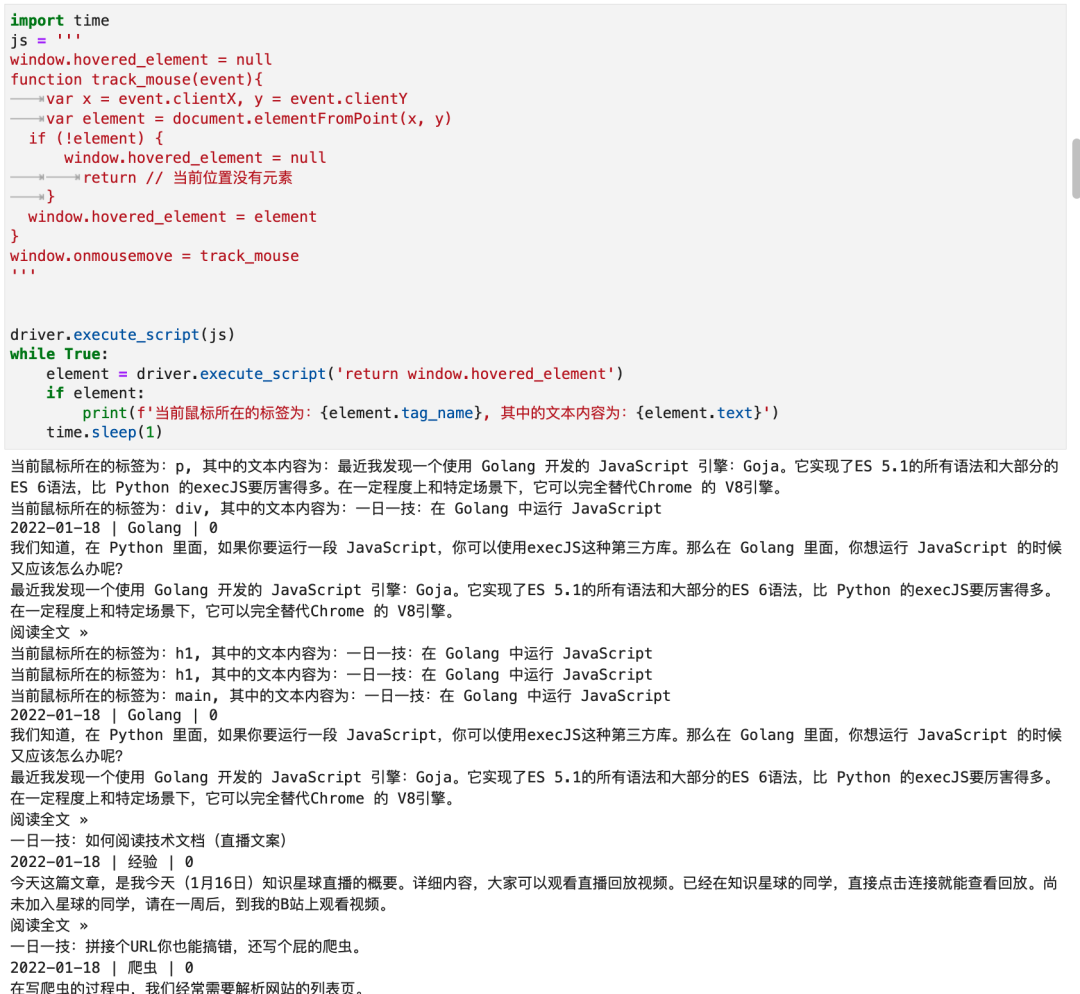 import time
js = '''
window.hovered_element = null
function track_mouse(event){
    var x = event.clientX, y = event.clientY
    var element = document.elementFromPoint(x, y)
  if (!element) {
      window.hovered_element = null
        return // 当前位置没有元素
    }
  window.hovered_element = element
}
window.onmousemove = track_mouse
'''
driver.execute_script(js)
while True:
    element = driver.execute_script('return window.hovered_element')
    if element:
        print(f'当前鼠标所在的标签为：{element.tag_name}, 其中的文本内容为：{element.text}')
    time.sleep(1)
当前鼠标所在的标签为：p, 其中的文本内容为：最近我发现一个使用 Golang 开发的 JavaScript 引擎：Goja。它实现了ES 5.1的所有语法和大部分的
ES 6语法，比 Python 的execJS要厉害得多。在一定程度上和特定场景下，它可以完全替代Chrome 的 V8引擎。
当前鼠标所在的标签为：div, 其中的文本内容为：一日一技：在 Golang 中运行 JavaScript
2022-01-18 | Golang | 0
我们知道，在 Python 里面，如果你要运行一段 JavaScript，你可以使用execJS这种第三方库。那么在 Golang 里面，你想运行 JavaScript 的时候
又应该怎么办呢？
最近我发现一个使用 Golang 开发的 JavaScript 引擎：Goja。它实现了ES 5.1的所有语法和大部分的ES 6语法，比 Python 的execJS要厉害得多。
在一定程度上和特定场景下，它可以完全替代Chrome 的 V8引擎。
阅读全文 »
当前鼠标所在的标签为：h1, 其中的文本内容为：一日一技：在 Golang 中运行 JavaScript
当前鼠标所在的标签为：h1, 其中的文本内容为：一日一技：在 Golang 中运行 JavaScript
当前鼠标所在的标签为：main, 其中的文本内容为：一日一技：在 Golang 中运行 JavaScript
2022-01-18 | Golang | 0
我们知道，在 Python 里面，如果你要运行一段 JavaScript，你可以使用execJS这种第三方库。那么在 Golang 里面，你想运行 JavaScript 的时候
又应该怎么办呢？
最近我发现一个使用 Golang 开发的 JavaScript 引擎：Goja。它实现了ES 5.1的所有语法和大部分的ES 6语法，比 Python 的execJS要厉害得多。
在一定程度上和特定场景下，它可以完全替代Chrome 的 V8引擎。
阅读全文 »
一日一技：如何阅读技术文档（直播文案）
2022-01-18 | 经验 | 0
今天这篇文章，是我今天（1月16日）知识星球直播的概要。详细内容，大家可以观看直播回放视频。已经在知识星球的同学，直接点击连接就能查看回放。尚
未加入星球的同学，请在一周后，到我的B站上观看视频。
阅读全文 »
一日一技：拼接个URL你也能搞错，还写个屁的爬虫。
2022-01-18 | 爬虫 | 0
在写爬虫的过程中，我们经常需要解析网站的列表页。